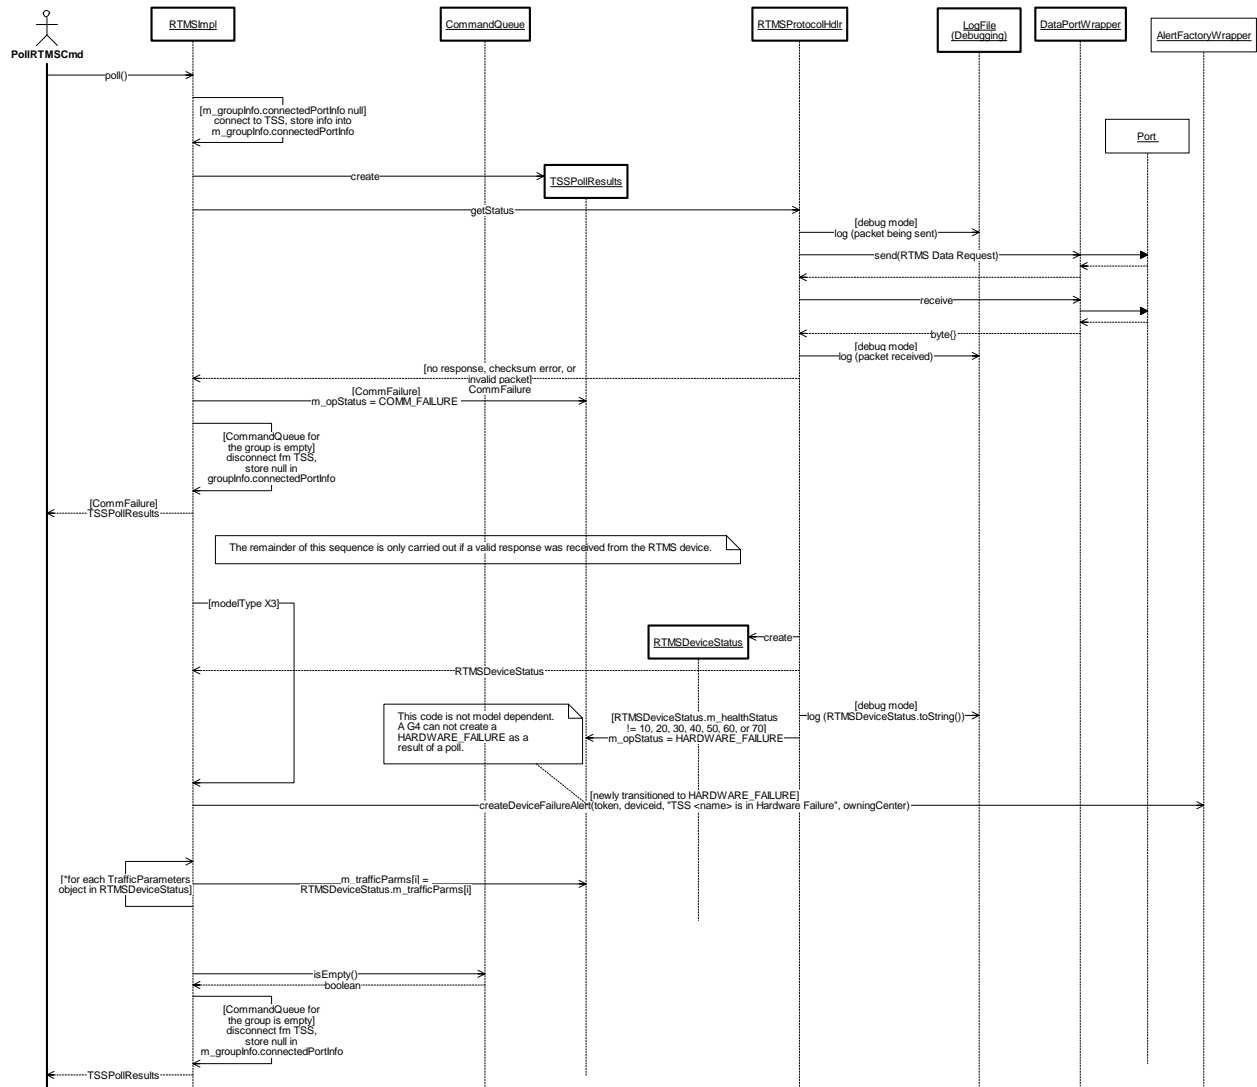 RTMSImpl
CommandQueue
RTMSProtocolHdlr
LogFile
(Debugging)
DataPortWrapper
AlertFactoryWrapper
PollRTMSCmd
poll()
[m_groupInfo.connectedPortInfo null]
connect to TSS, store info into
m_groupInfo.connectedPortInfo
Port
create
TSSPollResults
getStatus
[debug mode]
log (packet being sent)
send(RTMS Data Request)
receive
byte{}
[debug mode]
log (packet received)
[no response, checksum error, or
invalid packet]
CommFailure
[CommFailure]
m_opStatus = COMM_FAILURE
[CommandQueue for
the group is empty]
disconnect fm TSS,
store null in
groupInfo.connectedPortInfo
[CommFailure]
TSSPollResults
The remainder of this sequence is only carried out if a valid response was received from the RTMS device.
[modelType X3]
create
RTMSDeviceStatus
RTMSDeviceStatus
[debug mode]
log (RTMSDeviceStatus.toString())
This code is not model dependent.
A G4 can not create a
HARDWARE_FAILURE as a
result of a poll.
[RTMSDeviceStatus.m_healthStatus
!= 10, 20, 30, 40, 50, 60, or 70]
m_opStatus = HARDWARE_FAILURE
[newly transitioned to HARDWARE_FAILURE]
createDeviceFailureAlert(token, deviceid, "TSS <name> is in Hardware Failure", owningCenter)
[*for each TrafficParameters
object in RTMSDeviceStatus]
m_trafficParms[i] =
RTMSDeviceStatus.m_trafficParms[i]
isEmpty()
boolean
[CommandQueue for
the group is empty]
disconnect fm TSS,
store null in
m_groupInfo.connectedPortInfo
TSSPollResults